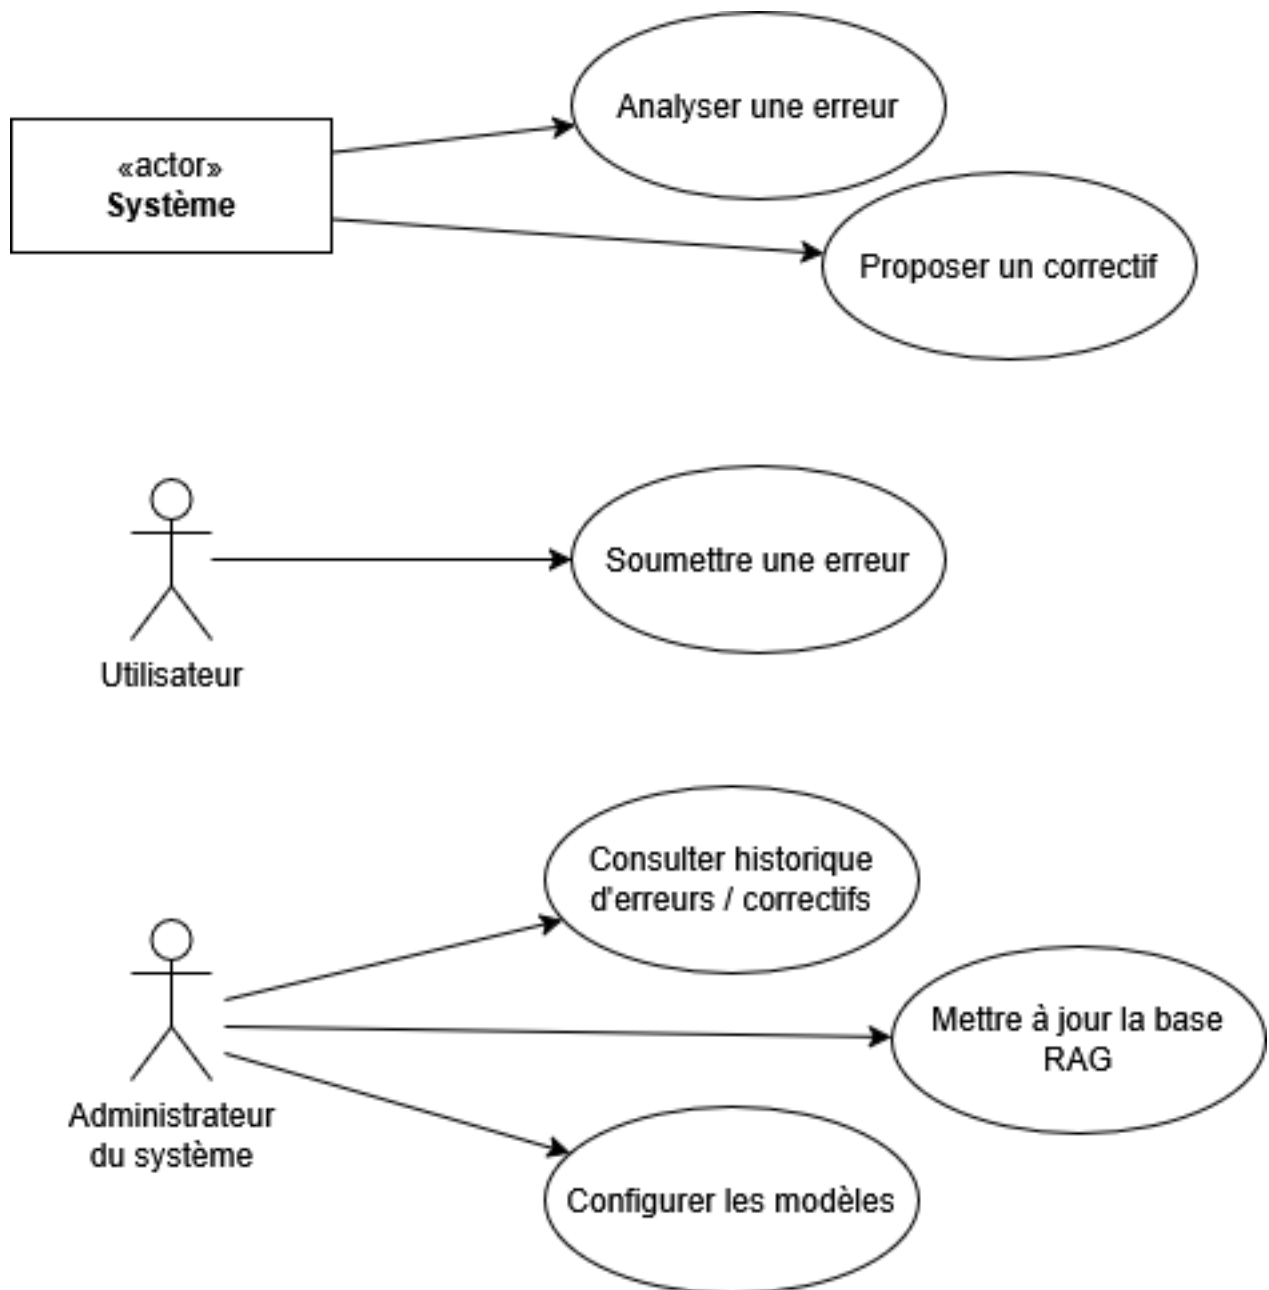 «actor»
Système
Analyser une erreur
Proposer un correctif
Soumettre une erreur
Utilisateur
Consulter historique
d'erreurs / correctifs
Mettre à jour la base
RAG
Administrateur
du système
Configurer les modèles